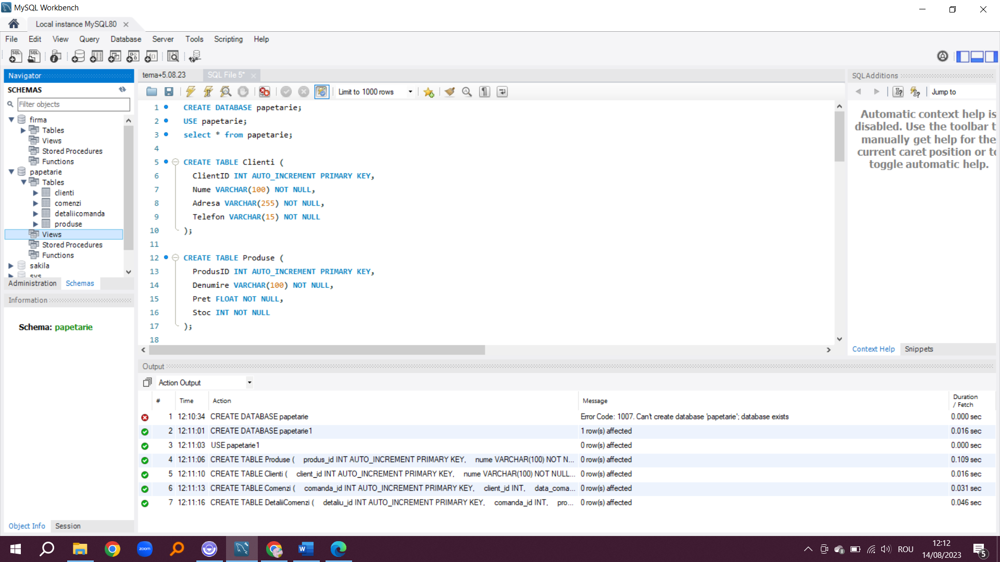 MySQL Workbench
Local instance MySQL80
File Edit View Query Database Server Tools Scripting Help
Navigator
SCHEMAS
Filter objects
firma
Tables
Views
Stored Procedures
Functions
papetarie
Tables
clienti
comenzi
detaliicomanda
produse
Views
Stored Procedures
Functions
sakila
sys
Administration Schemas
Information
Schema: papetarie
Object Info Session
tema+5.08.23 SQL File 5*
Limit to 1000 rows
1 CREATE DATABASE papetarie;
2 USE papetarie;
3 select * from papetarie;
4
5 CREATE TABLE Clienti (
6 ClientID INT AUTO_INCREMENT PRIMARY KEY,
7 Nume VARCHAR(100) NOT NULL,
8 Adresa VARCHAR(255) NOT NULL,
9 Telefon VARCHAR(15) NOT NULL
10 );
11
12 CREATE TABLE Produse (
13 ProdusID INT AUTO_INCREMENT PRIMARY KEY,
14 Denumire VARCHAR(100) NOT NULL,
15 Pret FLOAT NOT NULL,
16 Stoc INT NOT NULL
17 );
18
SQLAdditions
Jump to
Automatic context help is
disabled. Use the toolbar t
manually get help for the
current caret position or to
toggle automatic help.
Context Help Snippets
Output
Action Output
# Time Action Message Duration / Fetch
1 12:10:34 CREATE DATABASE papetarie Error Code: 1007. Can't create database 'papetarie'; database exists 0.000 sec
2 12:11:01 CREATE DATABASE papetarie1 1 row(s) affected 0.016 sec
3 12:11:03 USE papetarie1 0 row(s) affected 0.000 sec
4 12:11:06 CREATE TABLE Produse ( produs_id INT AUTO_INCREMENT PRIMARY KEY, nume VARCHAR(100) NOT N... 0 row(s) affected 0.109 sec
5 12:11:10 CREATE TABLE Clienti ( client_id INT AUTO_INCREMENT PRIMARY KEY, nume VARCHAR(100) NOT NULL... 0 row(s) affected 0.016 sec
6 12:11:13 CREATE TABLE Comenzi ( comanda_id INT AUTO_INCREMENT PRIMARY KEY, client_id INT, data_coma... 0 row(s) affected 0.031 sec
7 12:11:16 CREATE TABLE DetaliiComenzi ( detaliu_id INT AUTO_INCREMENT PRIMARY KEY, comanda_id INT, pro... 0 row(s) affected 0.046 sec
zoom
ROU
12:12
14/08/2023
5